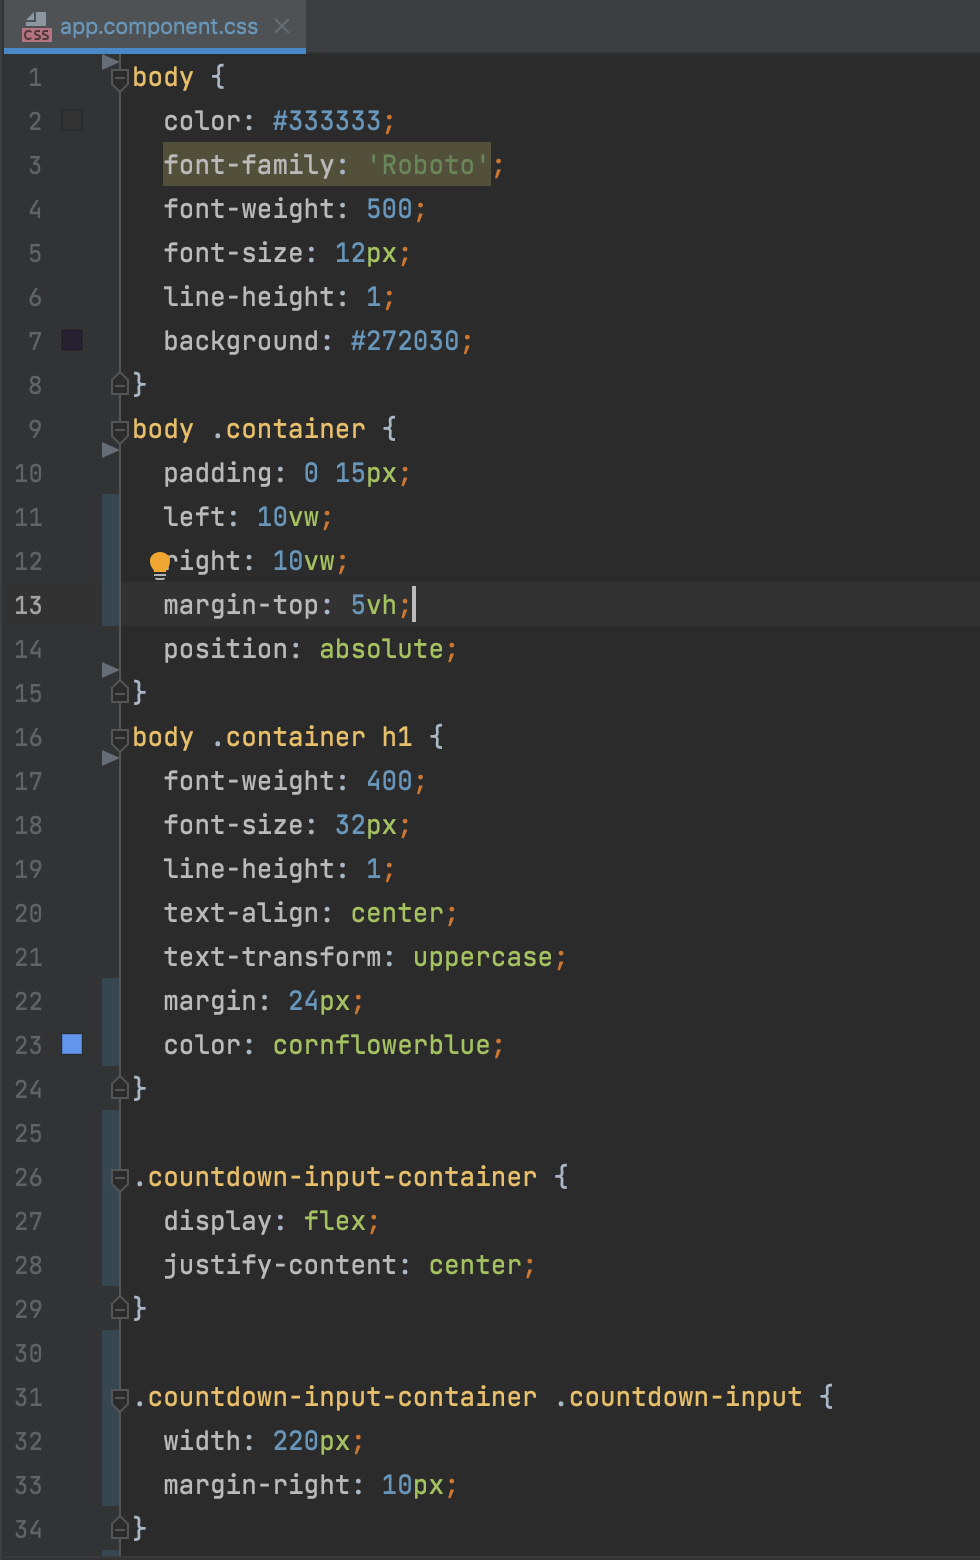 CSS app.component.css
1 body {
2 color: #333333;
3 font-family: 'Roboto';
4 font-weight: 500;
5 font-size: 12px;
6 line-height: 1;
7 background: #272030;
8 }
9 body .container {
10 padding: 0 15px;
11 left: 10vw;
12 right: 10vw;
13 margin-top: 5vh;
14 position: absolute;
15 }
16 body .container h1 {
17 font-weight: 400;
18 font-size: 32px;
19 line-height: 1;
20 text-align: center;
21 text-transform: uppercase;
22 margin: 24px;
23 color: cornflowerblue;
24 }
25
26 .countdown-input-container {
27 display: flex;
28 justify-content: center;
29 }
30
31 .countdown-input-container .countdown-input {
32 width: 220px;
33 margin-right: 10px;
34 }